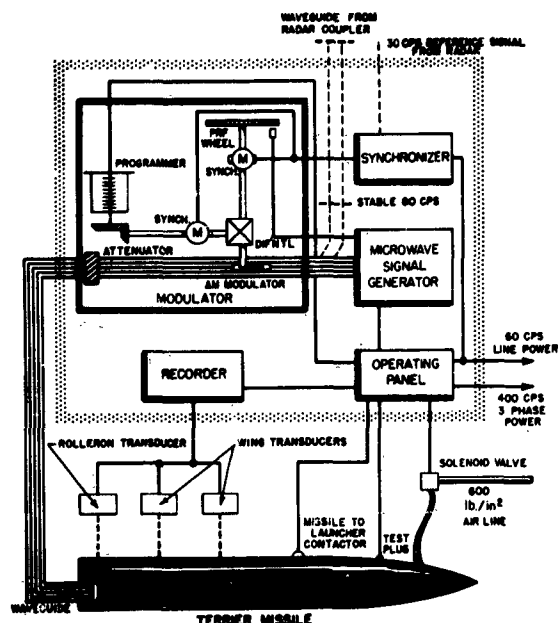 WAVEGUIDE FROM
RADAR COUPLER
30 CPS REFERENCE SIGNAL
FROM RADAR
PRF
WHEEL
M
SYNCH.
PROGRAMMER
SYNCHRONIZER
STABLE 60 CPS
SYNCH.
M
DIF'NTL
ATTENUATOR
AM MODULATOR
MODULATOR
MICROWAVE
SIGNAL
GENERATOR
RECORDER
OPERATING
PANEL
60 CPS
LINE POWER
400 CPS
3 PHASE
POWER
ROLLERON TRANSDUCER
WING TRANSDUCERS
SOLENOID VALVE
600
lb./in²
AIR LINE
MISSILE TO
LAUNCHER
CONTACTOR
TEST
PLUG
WAVEGUIDE
TERRIER MISSILE